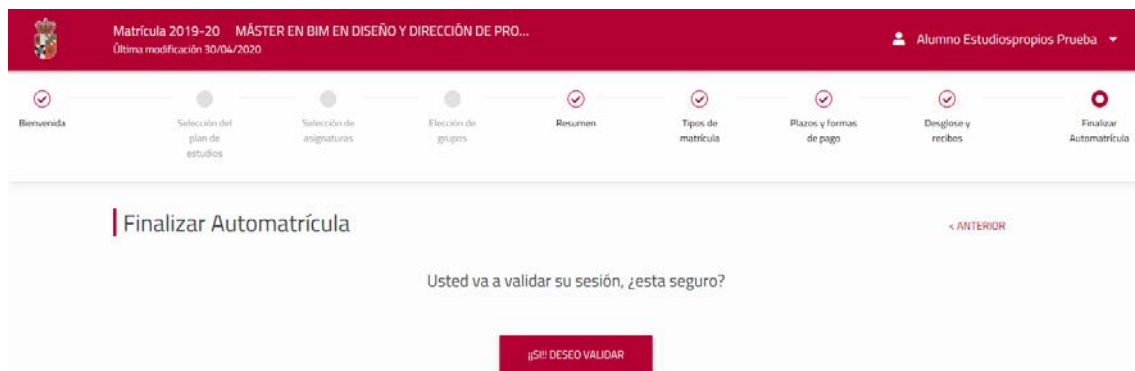 Matrícula 2019-20 MÁSTER EN BIM EN DISEÑO Y DIRECCIÓN DE PRO...
Última modificación 30/04/2020
Alumno Estudiospropios Prueba
Bienvenida
Selección del
plan de
estudios
Selección de
asignaturas
Elección de
grupos
Resumen
Tipos de
matrícula
Plazos y formas
de pago
Desglose y
recibos
Finalizar
Automatrícula
Finalizar Automatrícula
< ANTERIOR
Usted va a validar su sesión, ¿esta seguro?
¡¡SI!! DESEO VALIDAR